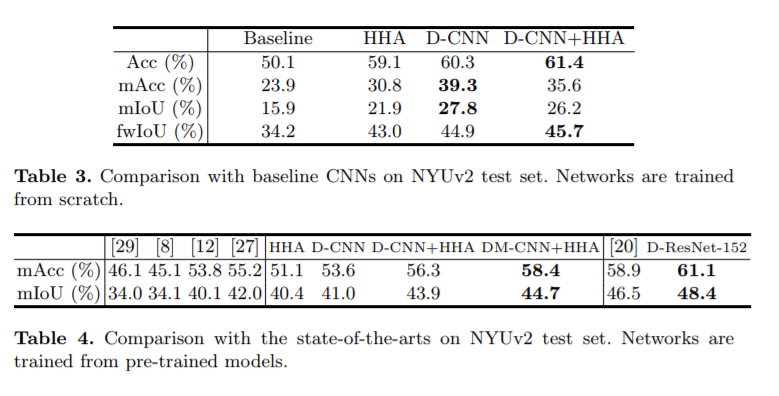 Baseline HHA D-CNN D-CNN+HHA
Acc (%) 50.1 59.1 60.3 61.4
mAcc (%) 23.9 30.8 39.3 35.6
mIoU (%) 15.9 21.9 27.8 26.2
fwIoU (%) 34.2 43.0 44.9 45.7
Table 3. Comparison with baseline CNNs on NYUv2 test set. Networks are trained
from scratch.
[29] [8] [12] [27] HHA D-CNN D-CNN+HHA DM-CNN+HHA [20] D-ResNet-152
mAcc (%) 46.1 45.1 53.8 55.2 51.1 53.6 56.3 58.4 58.9 61.1
mIoU (%) 34.0 34.1 40.1 42.0 40.4 41.0 43.9 44.7 46.5 48.4
Table 4. Comparison with the state-of-the-arts on NYUv2 test set. Networks are
trained from pre-trained models.